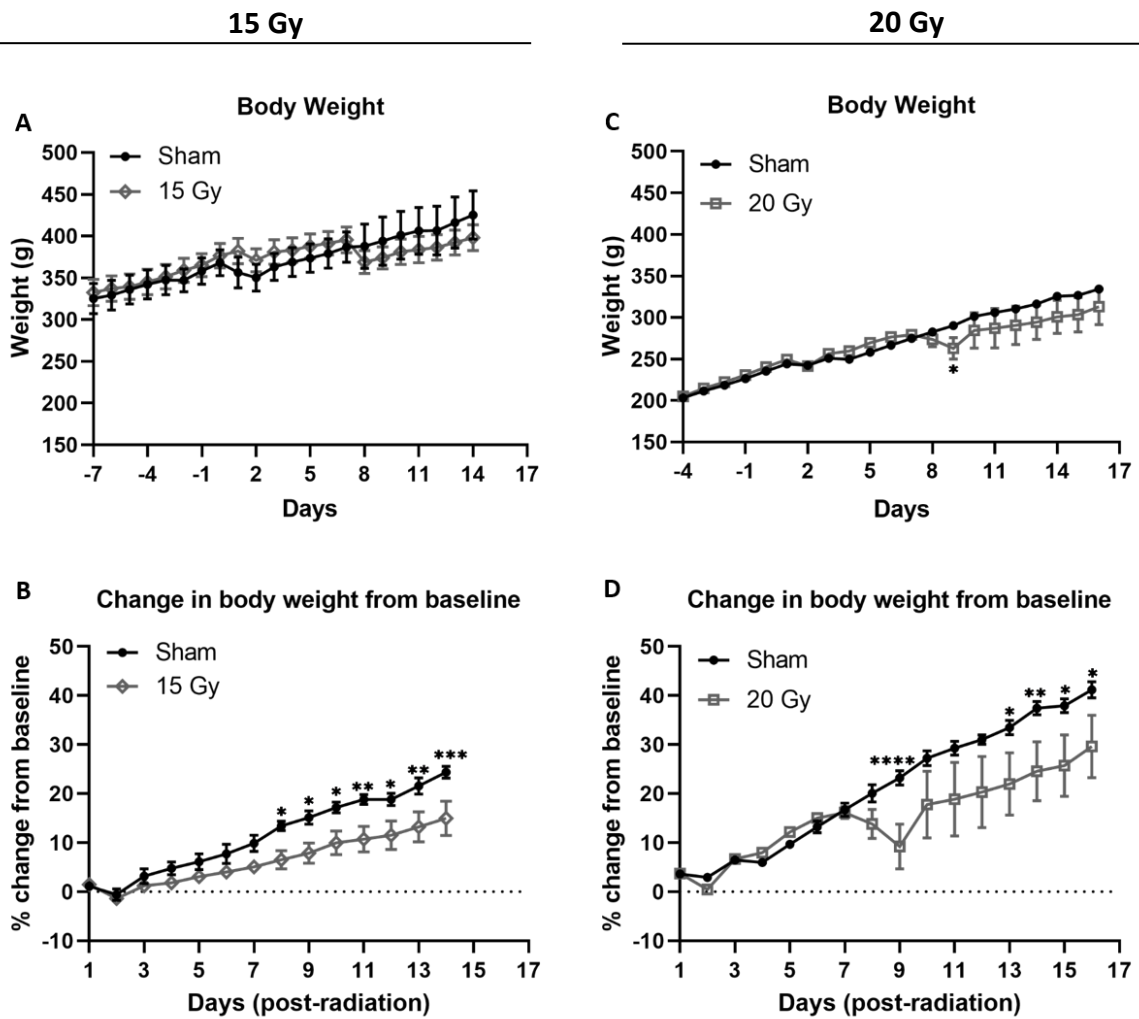 15 Gy
20 Gy
A
Body Weight
Sham
15 Gy
500
450
400
350
300
250
200
150
Weight (g)
-7 -4 -1 2 5 8 11 14 17
Days
C
Body Weight
Sham
20 Gy
500
450
400
350
300
250
200
150
Weight (g)
*
-4 -1 2 5 8 11 14 17
Days
B
Change in body weight from baseline
Sham
15 Gy
50
40
30
20
10
0
-10
% change from baseline
* * * ** * ** ***
1 3 5 7 9 11 13 15 17
Days (post-radiation)
D
Change in body weight from baseline
Sham
20 Gy
50
40
30
20
10
0
-10
% change from baseline
**** * ** * *
1 3 5 7 9 11 13 15 17
Days (post-radiation)